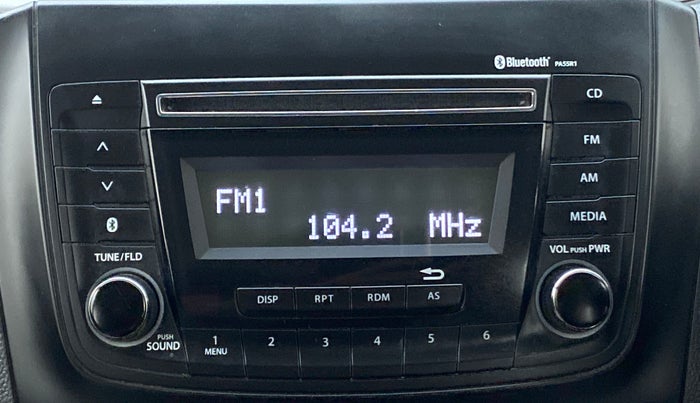 Bluetooth® PA5SR1
CD
FM
AM
MEDIA
FM1
104.2 MHz
TUNE/FLD
VOL PUSH PWR
DISP
RPT
RDM
AS
PUSH
SOUND
1
MENU
2
3
4
5
6